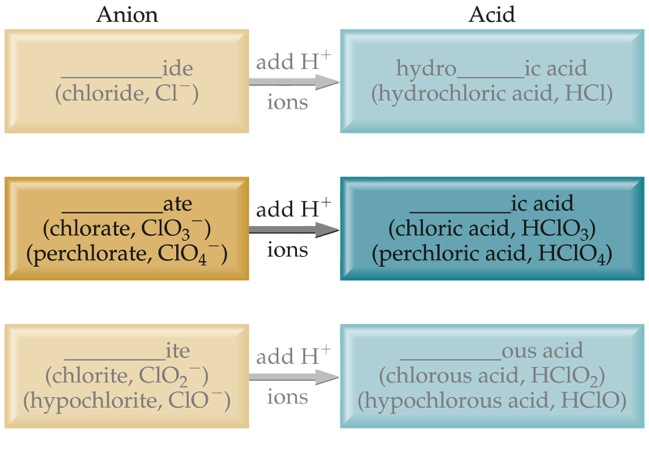 Anion
Acid
_________ide
(chloride, Cl⁻)
add H⁺
ions
hydro______ic acid
(hydrochloric acid, HCl)
_________ate
(chlorate, ClO₃⁻)
(perchlorate, ClO₄⁻)
add H⁺
ions
_________ic acid
(chloric acid, HClO₃)
(perchloric acid, HClO₄)
_________ite
(chlorite, ClO₂⁻)
(hypochlorite, ClO⁻)
add H⁺
ions
_________ous acid
(chlorous acid, HClO₂)
(hypochlorous acid, HClO)